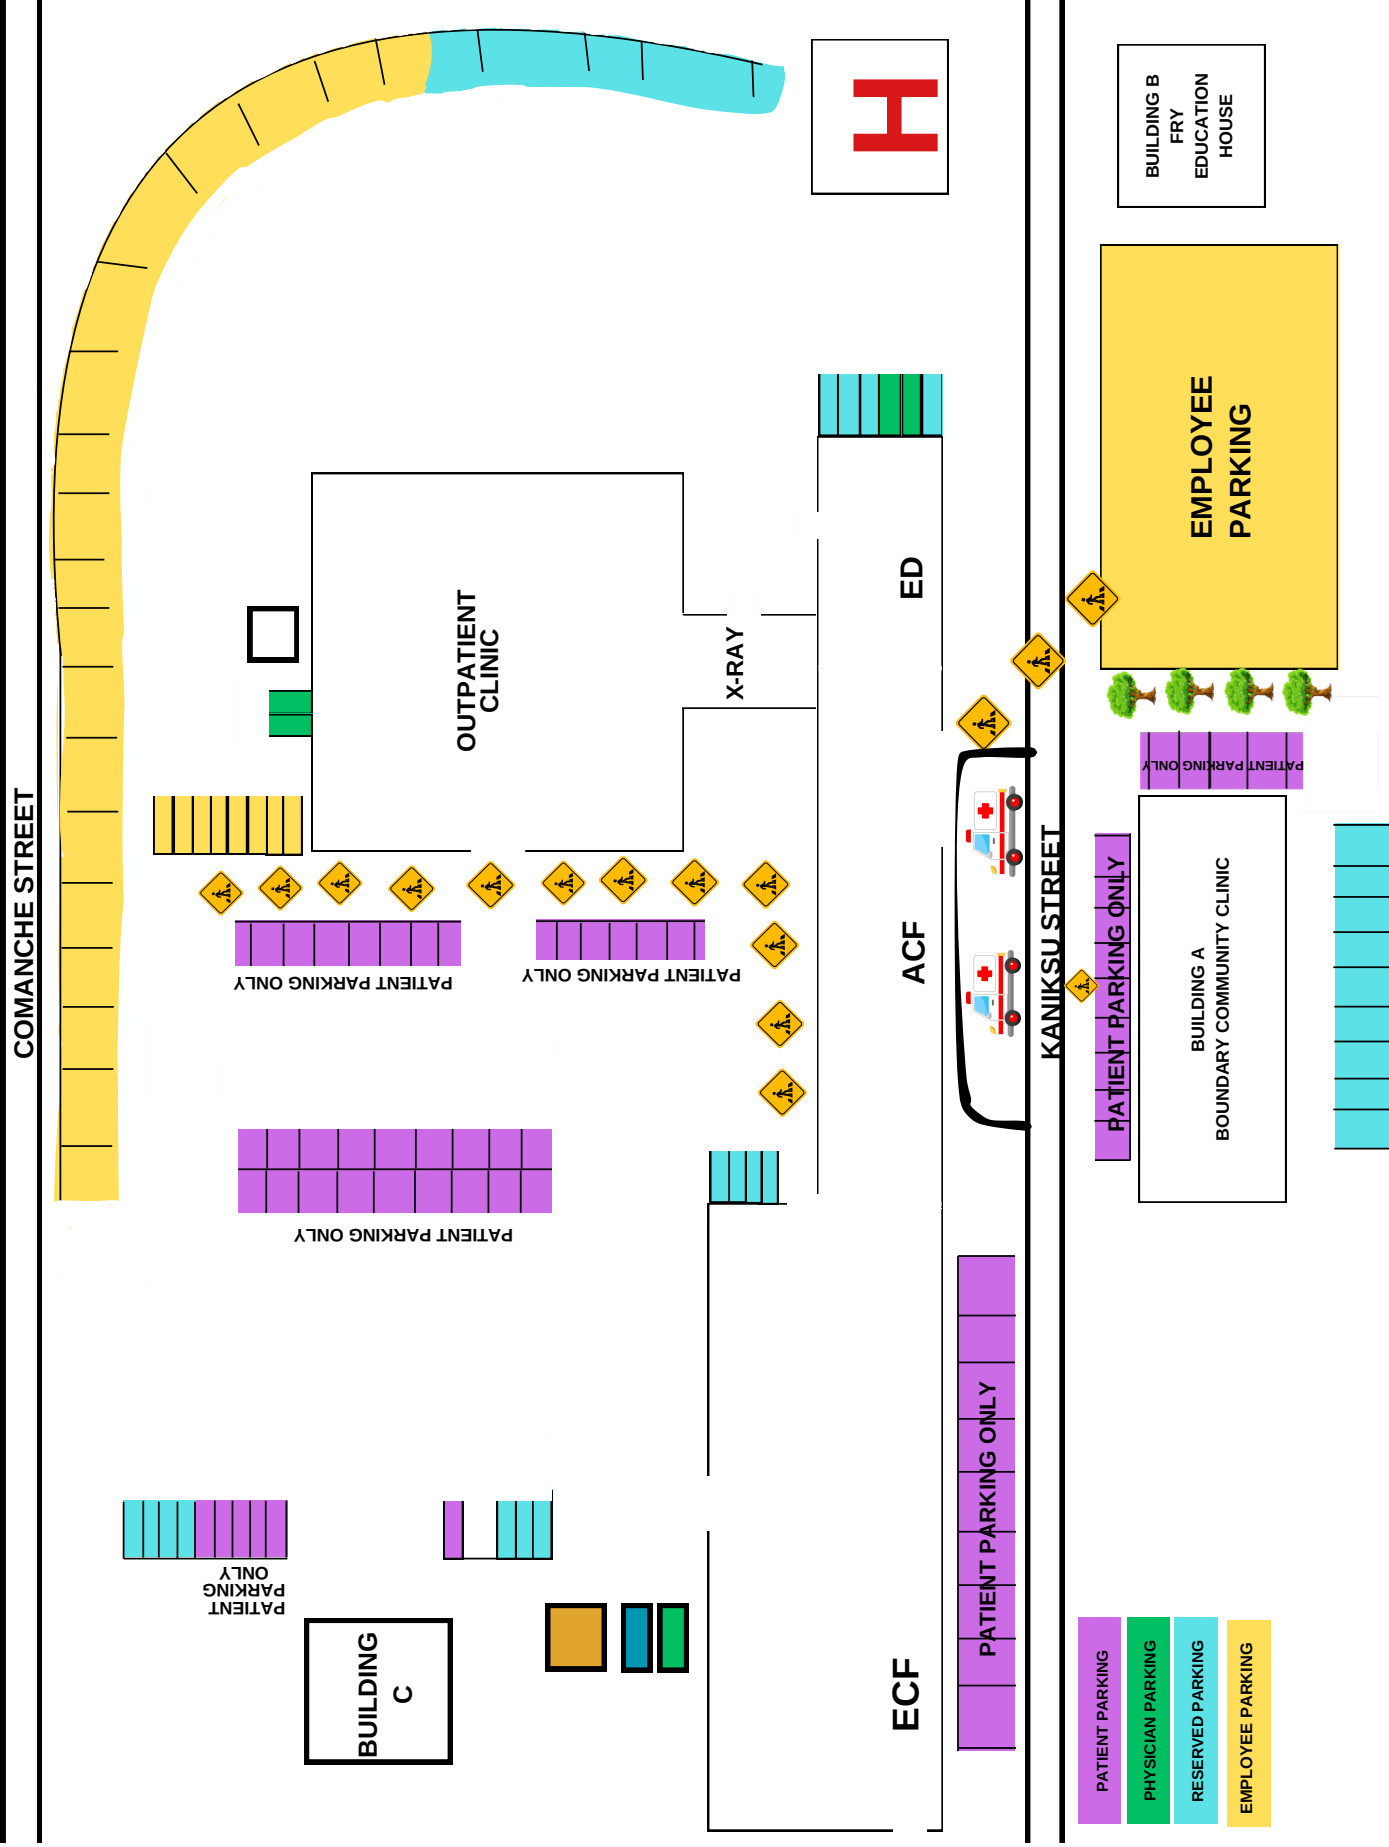 COMANCHE STREET
H
BUILDING B
FRY
EDUCATION
HOUSE
EMPLOYEE
PARKING
OUTPATIENT
CLINIC
X-RAY
ED
ACF
KANIKSU STREET
PATIENT PARKING ONLY
PATIENT PARKING ONLY
BUILDING A
BOUNDARY COMMUNITY CLINIC
PATIENT PARKING ONLY
PATIENT PARKING ONLY
PATIENT PARKING ONLY
PATIENT
PARKING
ONLY
BUILDING
C
ECF
PATIENT PARKING ONLY
PATIENT PARKING
PHYSICIAN PARKING
RESERVED PARKING
EMPLOYEE PARKING